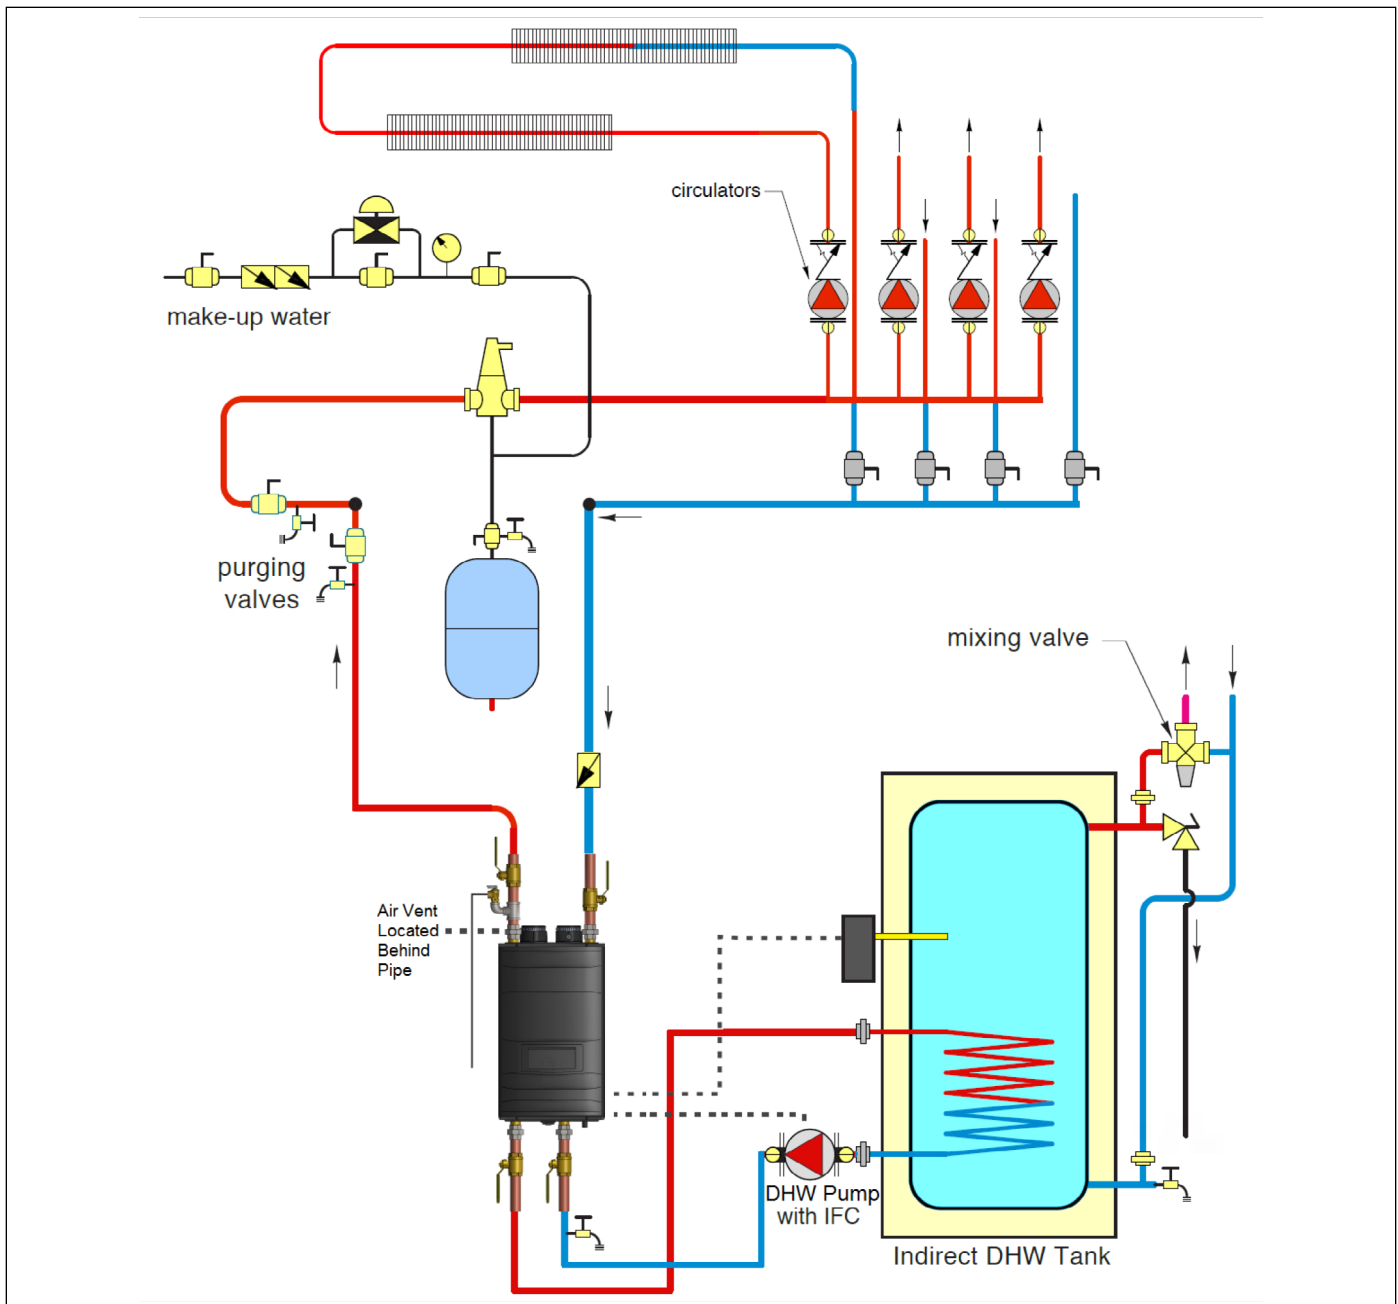 circulators
make-up water
purging
valves
mixing valve
Air Vent
Located
Behind
Pipe
DHW Pump
with IFC
Indirect DHW Tank